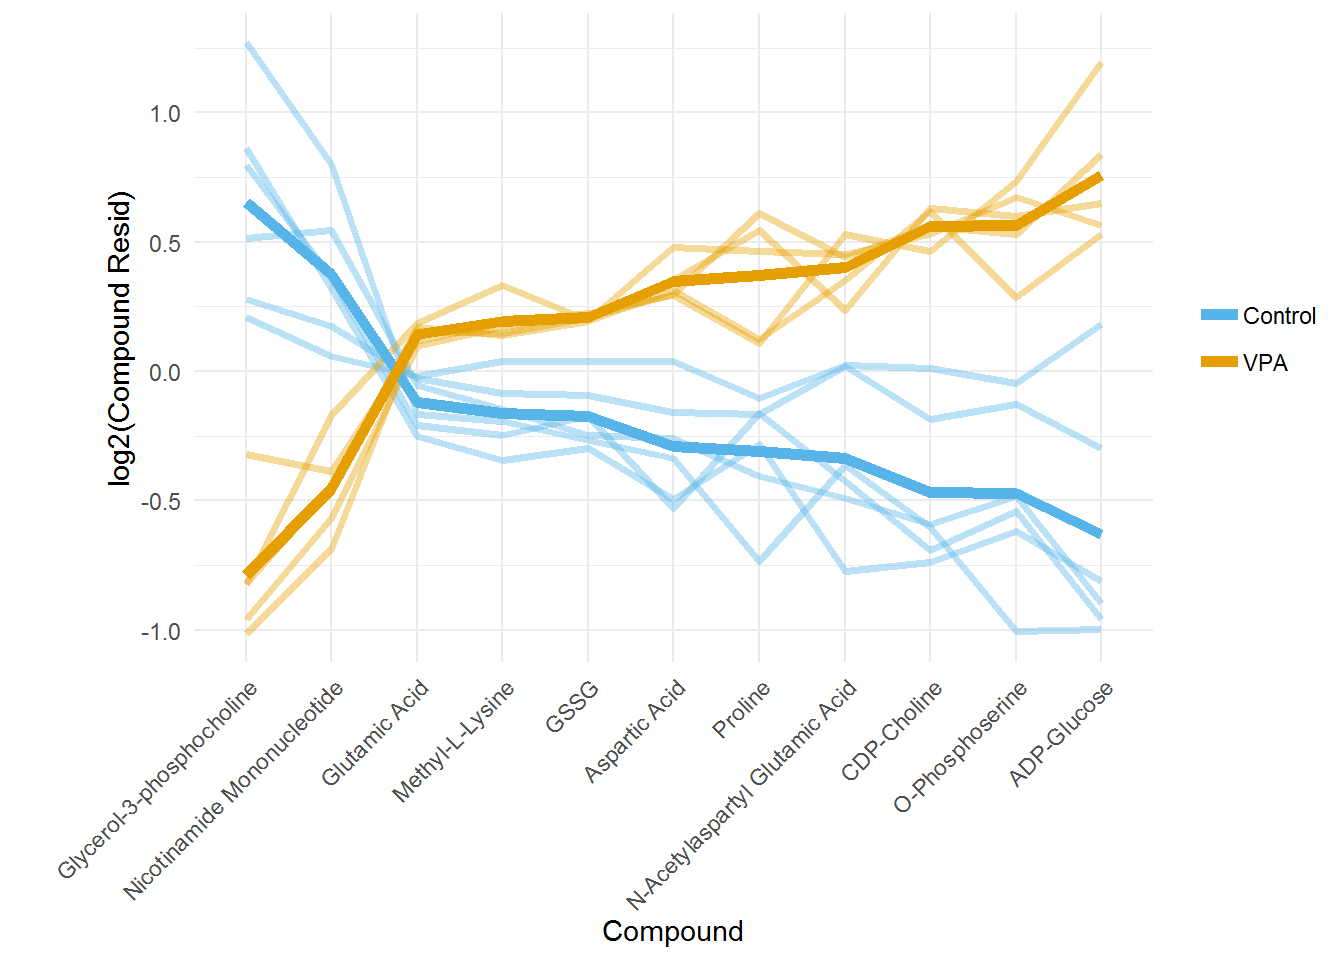 log2(Compound Resid)
1.0
0.5
0.0
-0.5
-1.0
Glycerol-3-phosphocholine
Nicotinamide Mononucleotide
Glutamic Acid
Methyl-L-Lysine
GSSG
Aspartic Acid
Proline
N-Acetylaspartyl Glutamic Acid
CDP-Choline
O-Phosphoserine
ADP-Glucose
Compound
Control
VPA